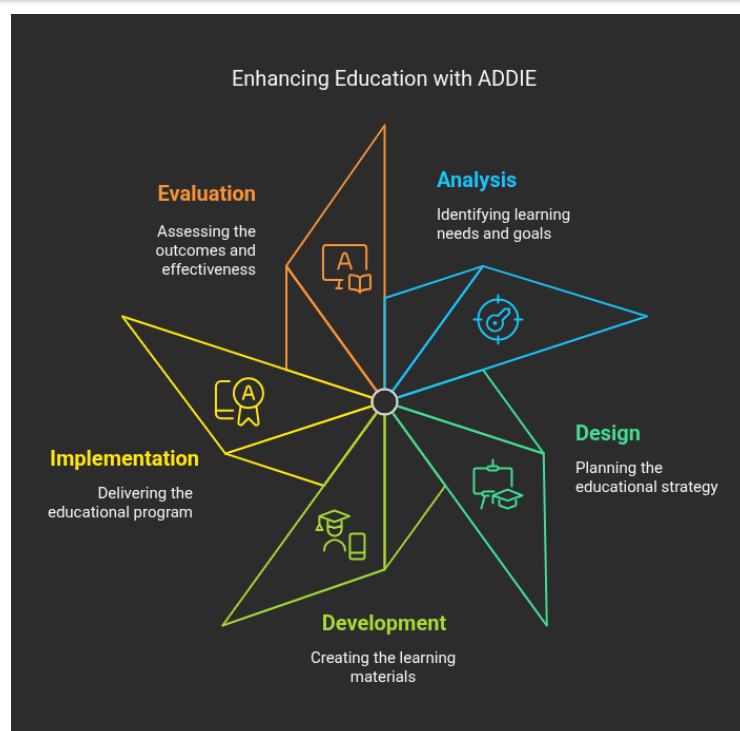 Enhancing Education with ADDIE
Evaluation
Assessing the
outcomes and
effectiveness
A
Analysis
Identifying learning
needs and goals
A
Implementation
Delivering the
educational program
Design
Planning the
educational strategy
Development
Creating the learning
materials